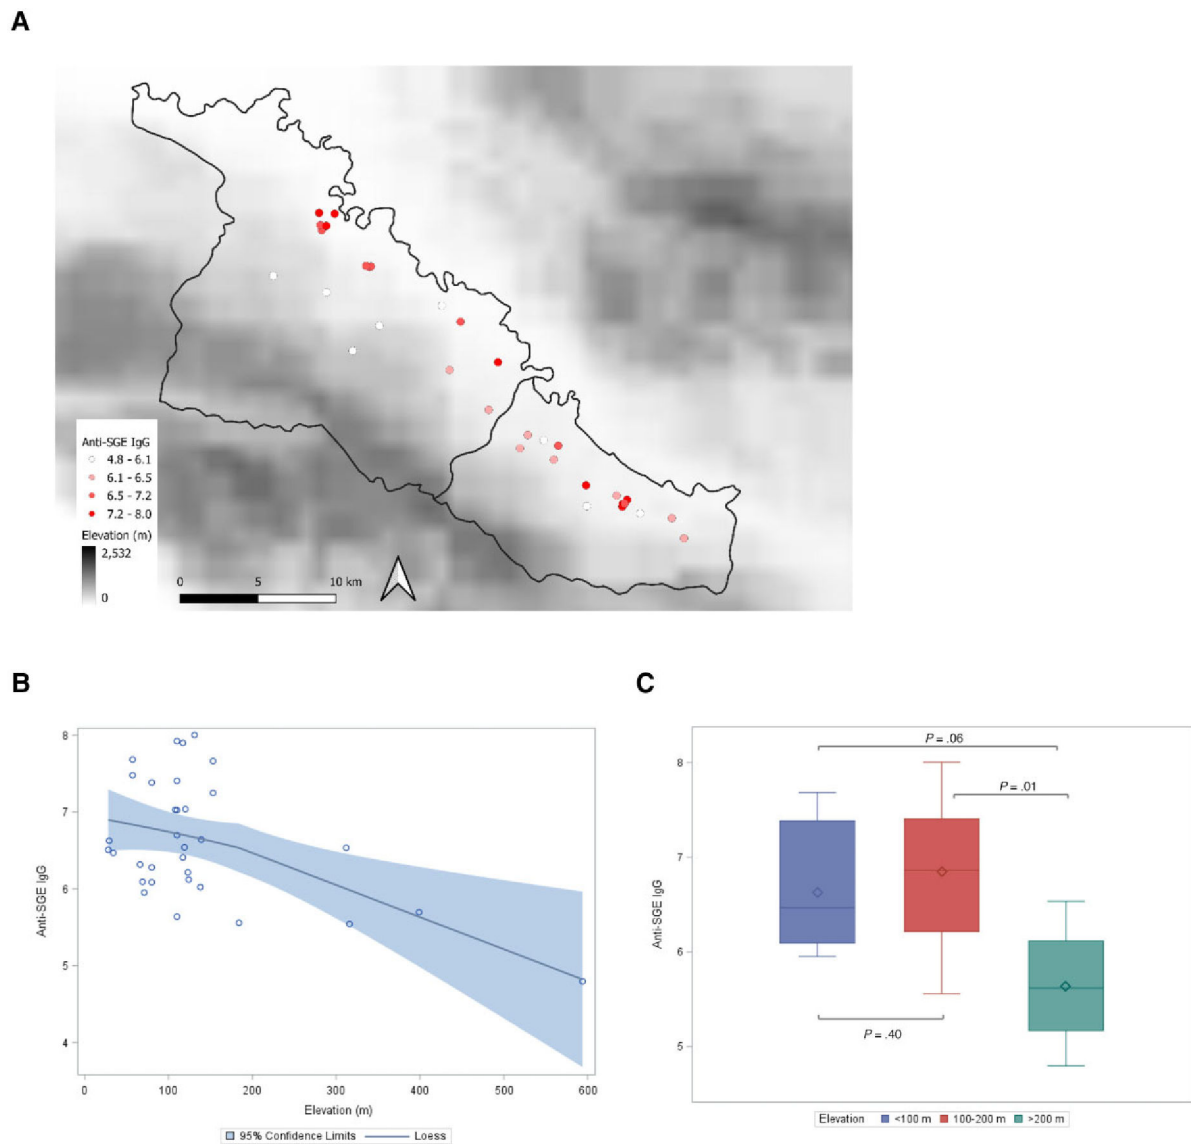 A
Anti-SGE IgG
4.8 - 6.1
6.1 - 6.5
6.5 - 7.2
7.2 - 8.0
Elevation (m)
2,532
0
0 5 10 km
B
8
7
6
5
4
Anti-SGE IgG
0 100 200 300 400 500 600
Elevation (m)
95% Confidence Limits Loess
C
P = .06
P = .01
P = .40
8
7
6
5
Anti-SGE IgG
Elevation <100 m 100-200 m >200 m